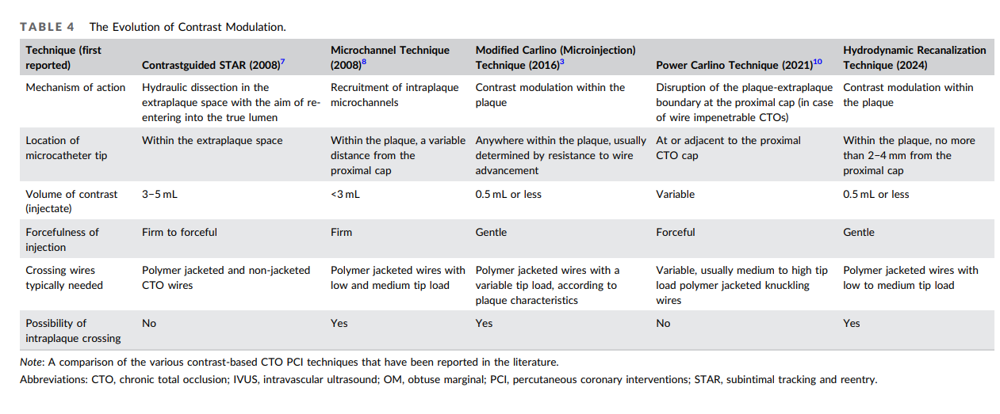 TABLE 4 The Evolution of Contrast Modulation.
Technique (first
reported)
Contrastguided STAR (2008)7
Microchannel Technique
(2008)8
Modified Carlino (Microinjection)
Technique (2016)3
Power Carlino Technique (2021)10
Hydrodynamic Recanalization
Technique (2024)
Mechanism of action
Hydraulic dissection in the
extraplaque space with the aim of re-
entering into the true lumen
Recruitment of intraplaque
microchannels
Contrast modulation within the
plaque
Disruption of the plaque-extraplaque
boundary at the proximal cap (in case
of wire impenetrable CTOs)
Contrast modulation within
the plaque
Location of
microcatheter tip
Within the extraplaque space
Within the plaque, a variable
distance from the
proximal cap
Anywhere within the plaque, usually
determined by resistance to wire
advancement
At or adjacent to the proximal
CTO cap
Within the plaque, no more
than 2–4 mm from the
proximal cap
Volume of contrast
(injectate)
3–5 mL
<3 mL
0.5 mL or less
Variable
0.5 mL or less
Forcefulness of
injection
Firm to forceful
Firm
Gentle
Forceful
Gentle
Crossing wires
typically needed
Polymer jacketed and non-jacketed
CTO wires
Polymer jacketed wires with
low and medium tip load
Polymer jacketed wires with a
variable tip load, according to
plaque characteristics
Variable, usually medium to high tip
load polymer jacketed knuckling
wires
Polymer jacketed wires with
low to medium tip load
Possibility of
intraplaque crossing
No
Yes
Yes
No
Yes
Note: A comparison of the various contrast-based CTO PCI techniques that have been reported in the literature.
Abbreviations: CTO, chronic total occlusion; IVUS, intravascular ultrasound; OM, obtuse marginal; PCI, percutaneous coronary interventions; STAR, subintimal tracking and reentry.